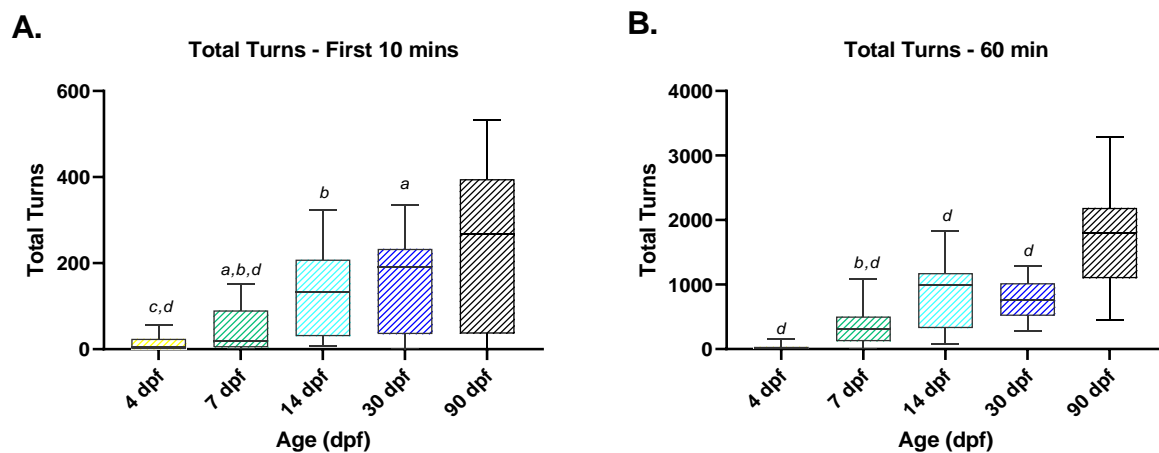 A.
Total Turns - First 10 mins
Total Turns
600
400
200
0
c,d
a,b,d
b
a
4 dpf
7 dpf
14 dpf
30 dpf
90 dpf
Age (dpf)
B.
Total Turns - 60 min
Total Turns
4000
3000
2000
1000
0
d
b,d
d
d
4 dpf
7 dpf
14 dpf
30 dpf
90 dpf
Age (dpf)